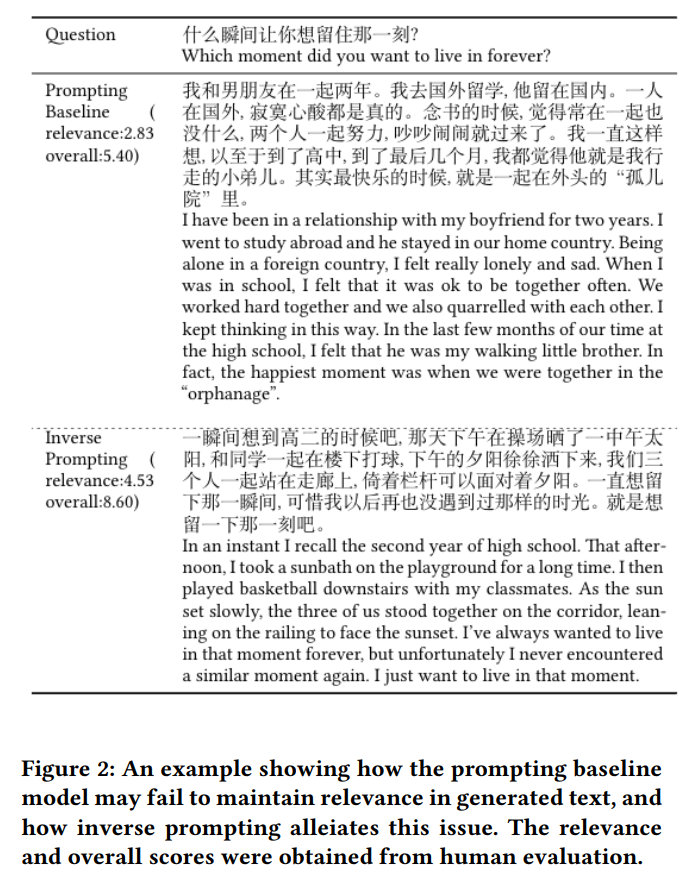 Question
什么瞬间让你想留住那一刻?
Which moment did you want to live in forever?
Prompting
Baseline (
relevance:2.83
overall:5.40)
我和男朋友在一起两年。我去国外留学, 他留在国内。一人
在国外, 寂寞心酸都是真的。念书的时候, 觉得常在一起也
没什么, 两个人一起努力, 吵吵闹闹就过来了。我一直这样
想, 以至于到了高中, 到了最后几个月, 我都觉得他就是我行
走的小弟儿。其实最快乐的时候, 就是一起在外头的“孤儿
院”里。
I have been in a relationship with my boyfriend for two years. I
went to study abroad and he stayed in our home country. Being
alone in a foreign country, I felt really lonely and sad. When I
was in school, I felt that it was ok to be together often. We
worked hard together and we also quarrelled with each other. I
kept thinking in this way. In the last few months of our time at
the high school, I felt that he was my walking little brother. In
fact, the happiest moment was when we were together in the
“orphanage”.
Inverse
Prompting (
relevance:4.53
overall:8.60)
一瞬间想到高二的时候吧, 那天下午在操场晒了一中午太
阳, 和同学一起在楼下打球, 下午的夕阳徐徐洒下来, 我们三
个人一起站在走廊上, 倚着栏杆可以面对着夕阳。一直想留
下那一瞬间, 可惜我以后再也没遇到过那样的时光。就是想
留一下那一刻吧。
In an instant I recall the second year of high school. That after-
noon, I took a sunbath on the playground for a long time. I then
played basketball downstairs with my classmates. As the sun
set slowly, the three of us stood together on the corridor, lean-
ing on the railing to face the sunset. I’ve always wanted to live
in that moment forever, but unfortunately I never encountered
a similar moment again. I just want to live in that moment.
Figure 2: An example showing how the prompting baseline
model may fail to maintain relevance in generated text, and
how inverse prompting alleiates this issue. The relevance
and overall scores were obtained from human evaluation.